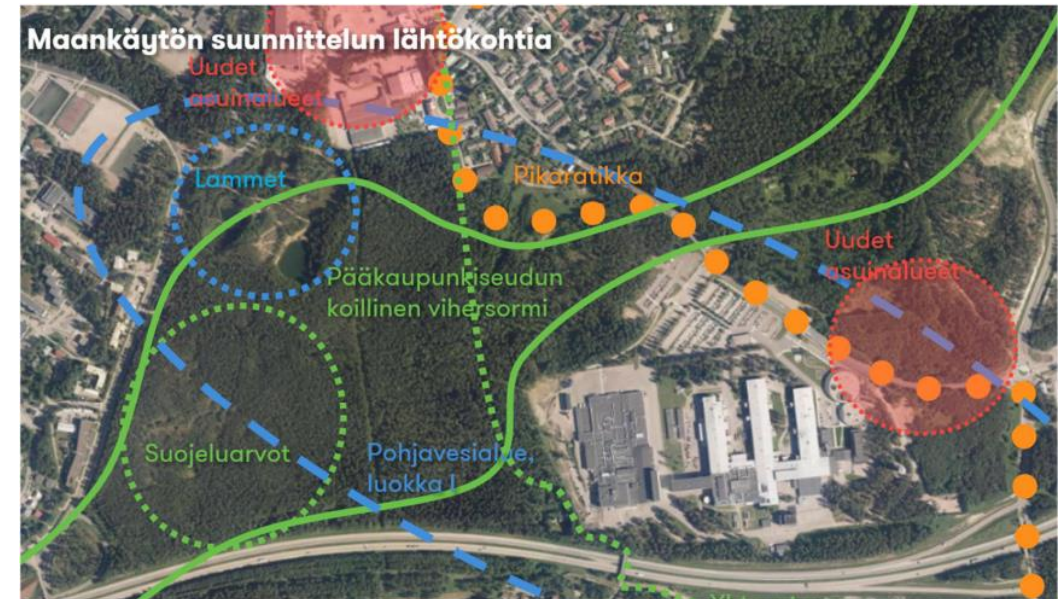 Maankäytön suunnittelun lähtökohtia
Uudet
asuinalueet
Lammet
Pikaratikka
Uudet
asuinalueet
Pääkaupunkiseudun
koillinen vihersormi
Suojeluarvot
Pohjavesialue,
luokka I